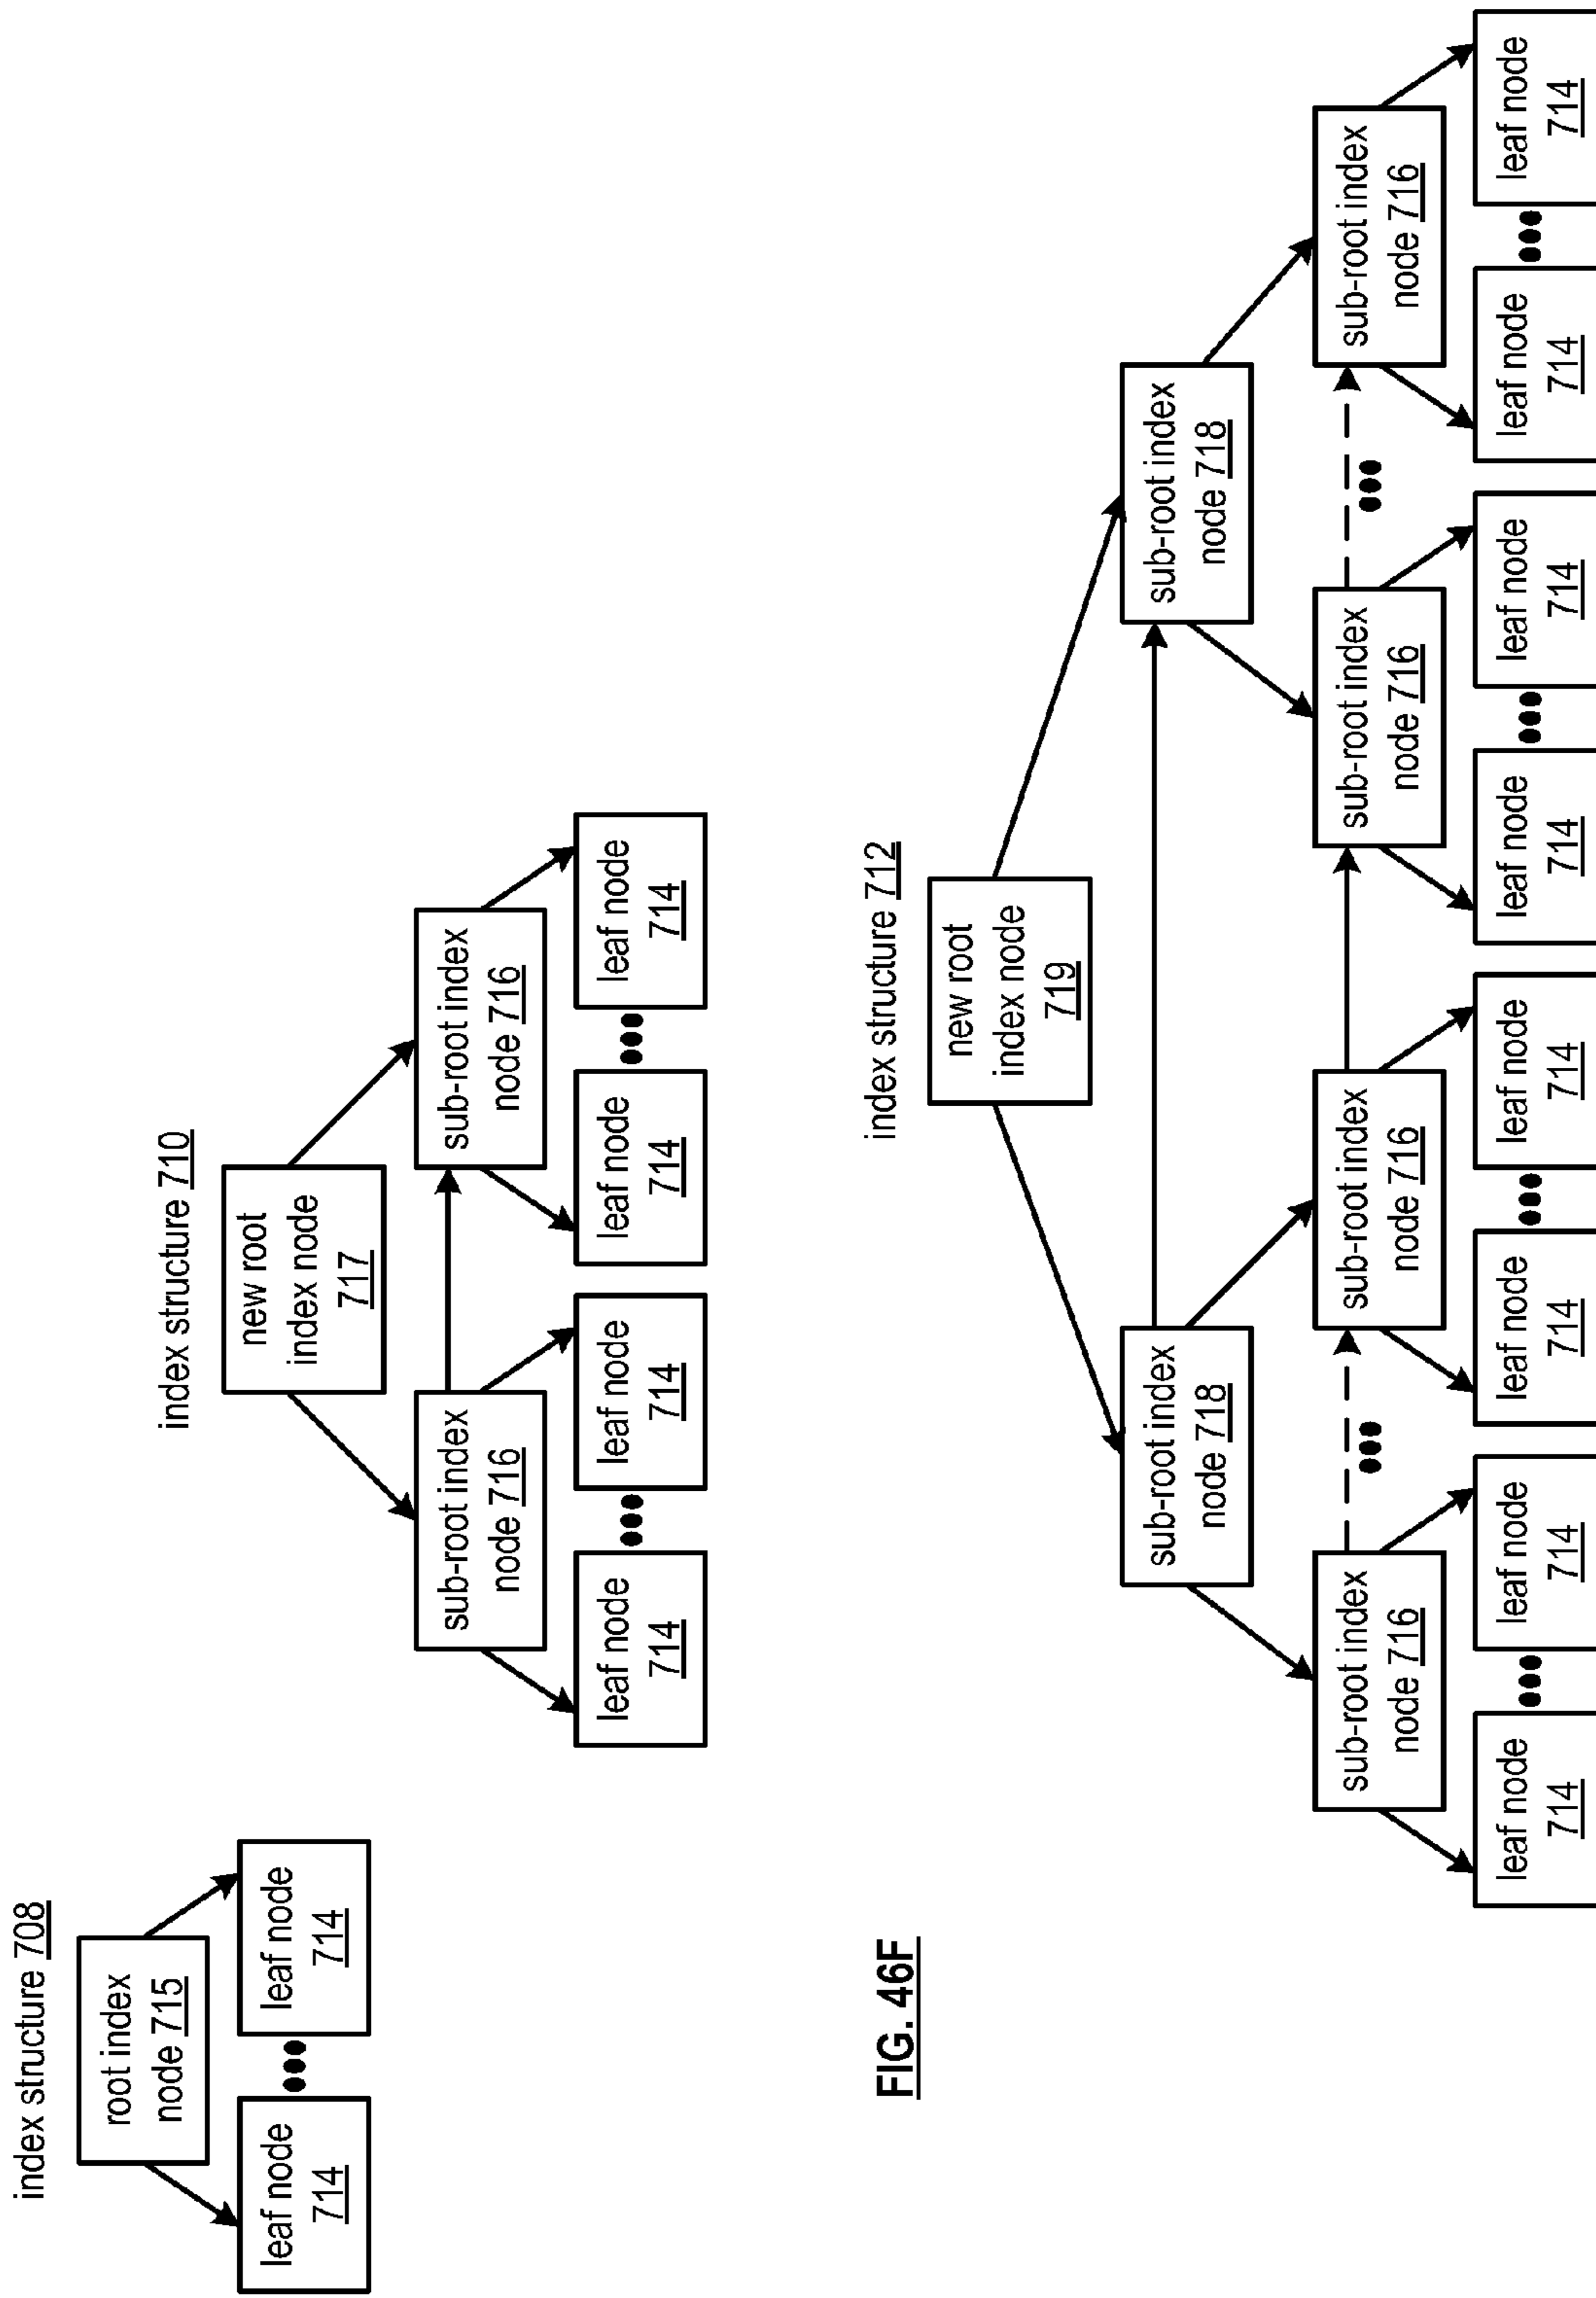 index structure 708
root index
node 715
leaf node
714
leaf node
714
index structure 710
new root
index node
717
sub-root index
node 716
sub-root index
node 716
leaf node
714
leaf node
714
leaf node
714
leaf node
714
FIG. 46F
index structure 712
new root
index node
719
sub-root index
node 718
sub-root index
node 718
sub-root index
node 716
sub-root index
node 716
sub-root index
node 716
sub-root index
node 716
leaf node
714
leaf node
714
leaf node
714
leaf node
714
leaf node
714
leaf node
714
leaf node
714
leaf node
714